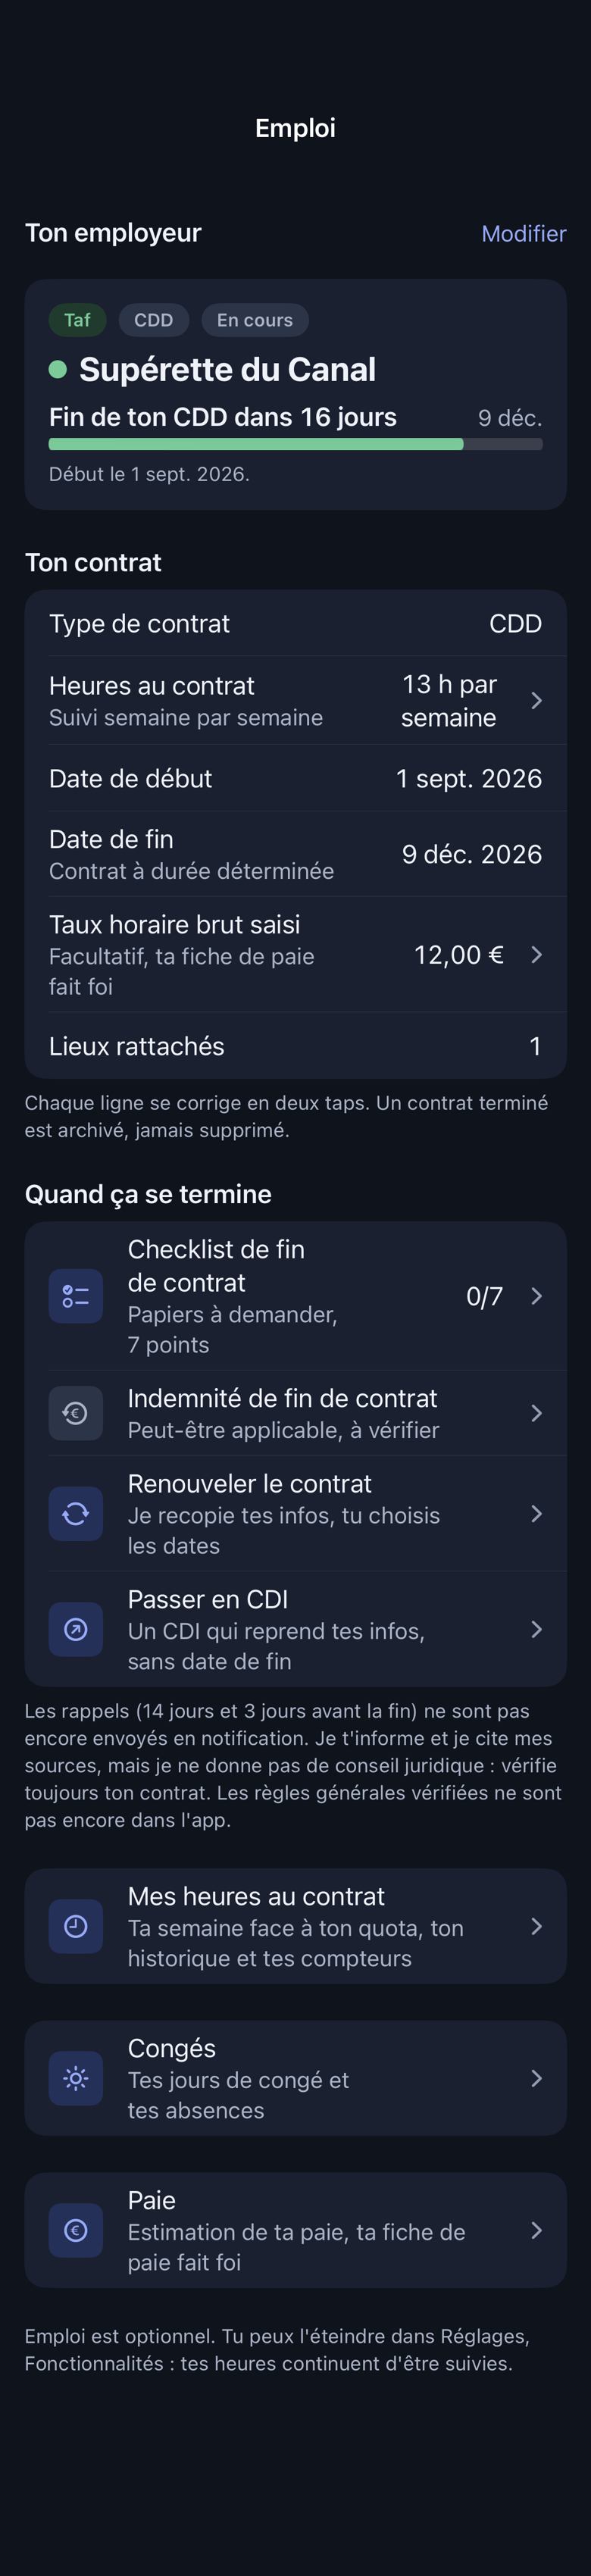 Emploi
Ton employeur
Modifier
Taf
CDD
En cours
Supérette du Canal
Fin de ton CDD dans 16 jours
9 déc.
Début le 1 sept. 2026.
Ton contrat
Type de contrat
CDD
Heures au contrat
Suivi semaine par semaine
13 h par
semaine
Date de début
1 sept. 2026
Date de fin
Contrat à durée déterminée
9 déc. 2026
Taux horaire brut saisi
Facultatif, ta fiche de paie
fait foi
12,00 €
Lieux rattachés
1
Chaque ligne se corrige en deux taps. Un contrat terminé
est archivé, jamais supprimé.
Quand ça se termine
Checklist de fin
de contrat
Papiers à demander,
7 points
0/7
Indemnité de fin de contrat
Peut-être applicable, à vérifier
Renouveler le contrat
Je recopie tes infos, tu choisis
les dates
Passer en CDI
Un CDI qui reprend tes infos,
sans date de fin
Les rappels (14 jours et 3 jours avant la fin) ne sont pas
encore envoyés en notification. Je t'informe et je cite mes
sources, mais je ne donne pas de conseil juridique : vérifie
toujours ton contrat. Les règles générales vérifiées ne sont
pas encore dans l'app.
Mes heures au contrat
Ta semaine face à ton quota, ton
historique et tes compteurs
Congés
Tes jours de congé et
tes absences
Paie
Estimation de ta paie, ta fiche de
paie fait foi
Emploi est optionnel. Tu peux l'éteindre dans Réglages,
Fonctionnalités : tes heures continuent d'être suivies.